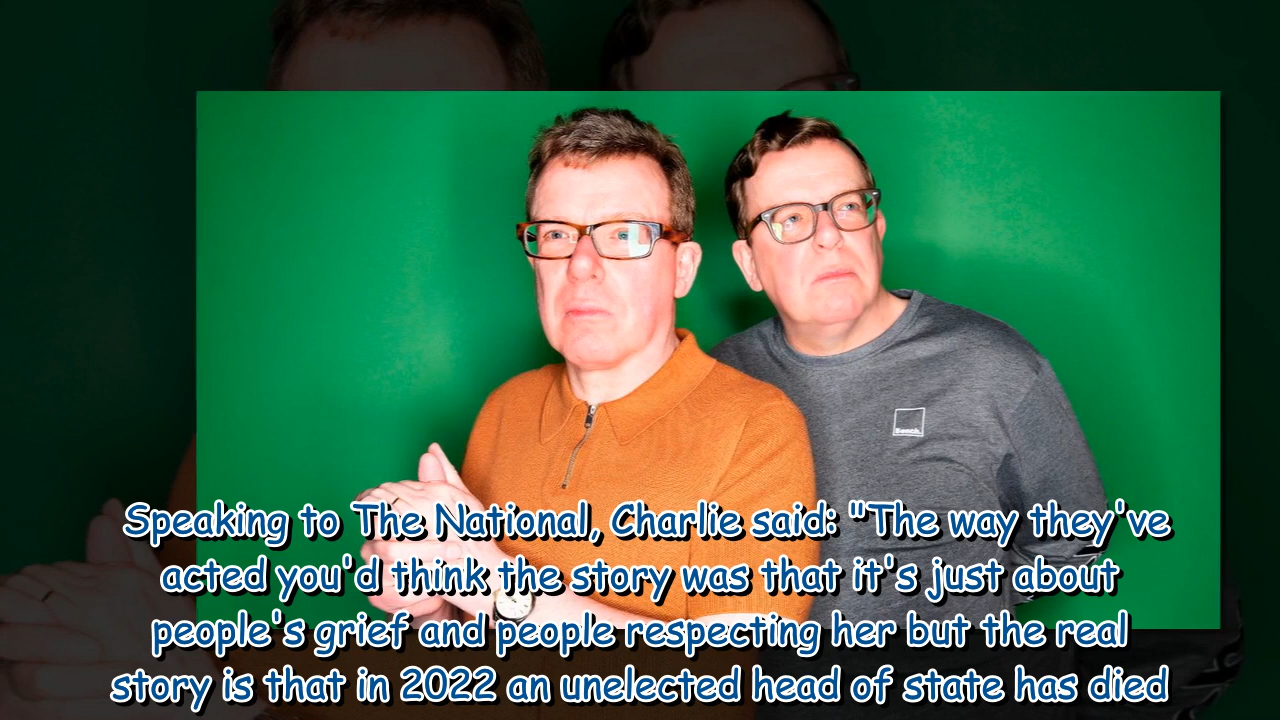 Bench.
Speaking to The National, Charlie said: "The way they've
acted you'd think the story was that it's just about
people's grief and people respecting her but the real
story is that in 2022 an unelected head of state has died